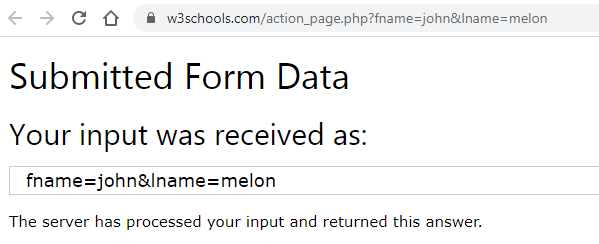 w3schools.com/action_page.php?fname=john&lname=melon
Submitted Form Data
Your input was received as:
fname=john&lname=melon
The server has processed your input and returned this answer.